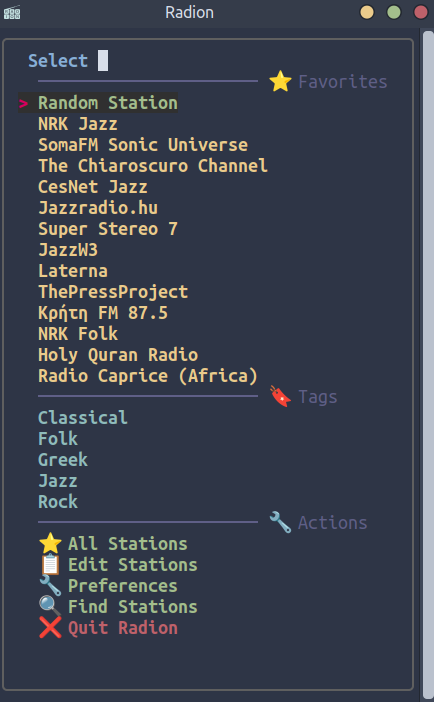 Radion
Select
⭐ Favorites
> Random Station
NRK Jazz
SomaFM Sonic Universe
The Chiaroscuro Channel
CesNet Jazz
Jazzradio.hu
Super Stereo 7
JazzW3
Laterna
ThePressProject
Κρήτη FM 87.5
NRK Folk
Holy Quran Radio
Radio Caprice (Africa)
🔖 Tags
Classical
Folk
Greek
Jazz
Rock
🔧 Actions
⭐ All Stations
📋 Edit Stations
🔧 Preferences
🔍 Find Stations
❌ Quit Radion